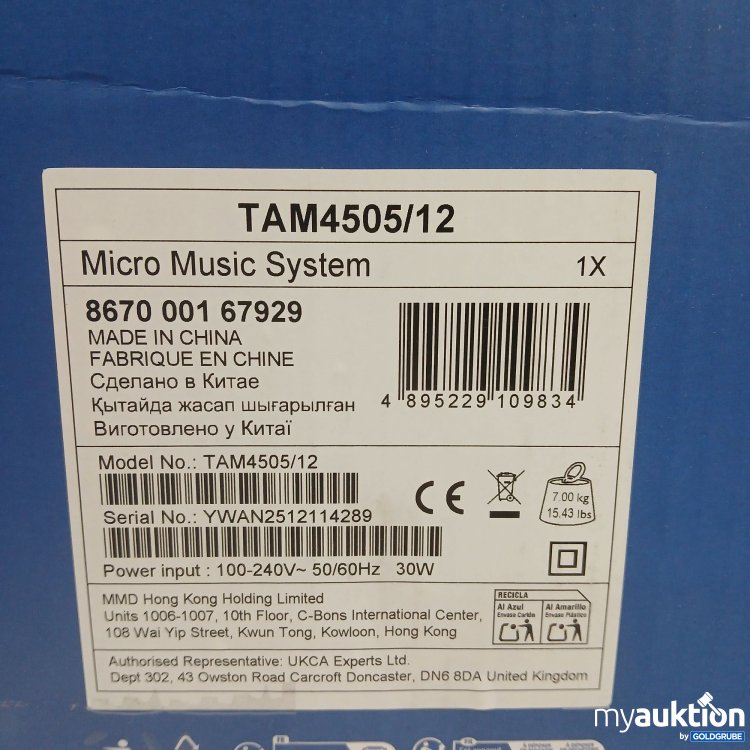 TAM4505/12
Micro Music System 1X
8670 001 67929
MADE IN CHINA
FABRIQUE EN CHINE
Сделано в Китае
Қытайда жасап шығарылған
Виготовлено у Китаї
4 895229 109834
Model No.: TAM4505/12
Serial No.: YWAN2512114289
CE
7.00 kg
15.43 lbs
Power input : 100-240V~ 50/60Hz 30W
MMD Hong Kong Holding Limited
Units 1006-1007, 10th Floor, C-Bons International Center,
108 Wai Yip Street, Kwun Tong, Kowloon, Hong Kong
RECICLA
Al Azul Al Amarillo
Envase Cartón Envase Plástico
Authorised Representative: UKCA Experts Ltd.
Dept 302, 43 Owston Road Carcroft Doncaster, DN6 8DA United Kingdom
myauktion
by GOLDGRUBE